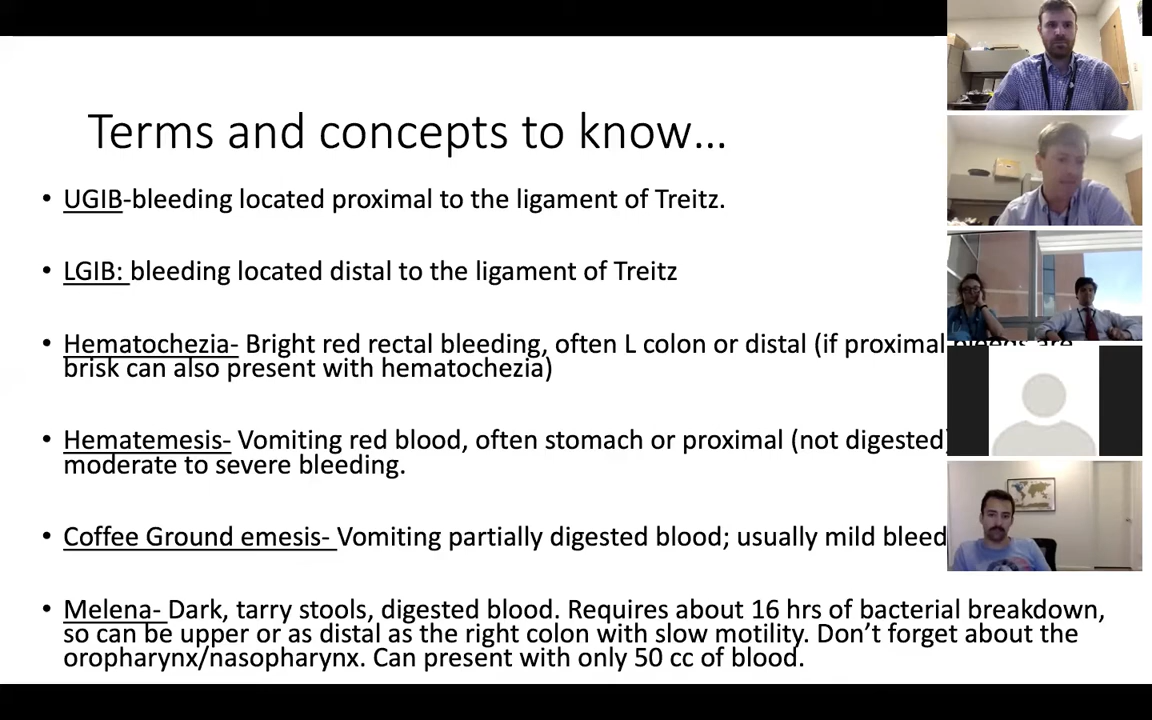 Terms and concepts to know…
• UGIB-bleeding located proximal to the ligament of Treitz.
• LGIB: bleeding located distal to the ligament of Treitz
• Hematochezia- Bright red rectal bleeding, often L colon or distal (if proximal bleeds are
brisk can also present with hematochezia)
• Hematemesis- Vomiting red blood, often stomach or proximal (not digested)
moderate to severe bleeding.
• Coffee Ground emesis- Vomiting partially digested blood; usually mild
• Melena- Dark, tarry stools, digested blood. Requires about 16 hrs of bacterial breakdown,
so can be upper or as distal as the right colon with slow motility. Don’t forget about the
oropharynx/nasopharynx. Can present with only 50 cc of blood.